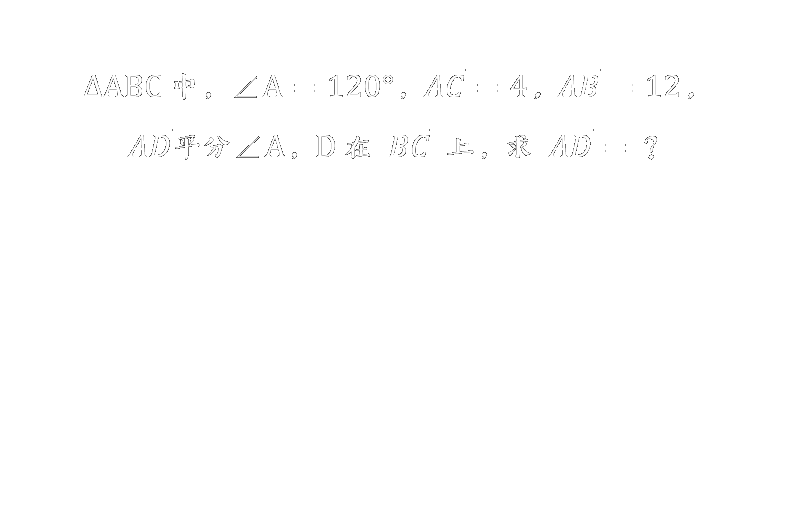 ΔABC 中，∠A = 120°，AC = 4，AB = 12，
AD平分∠A，D 在 BC 上，求 AD = ？